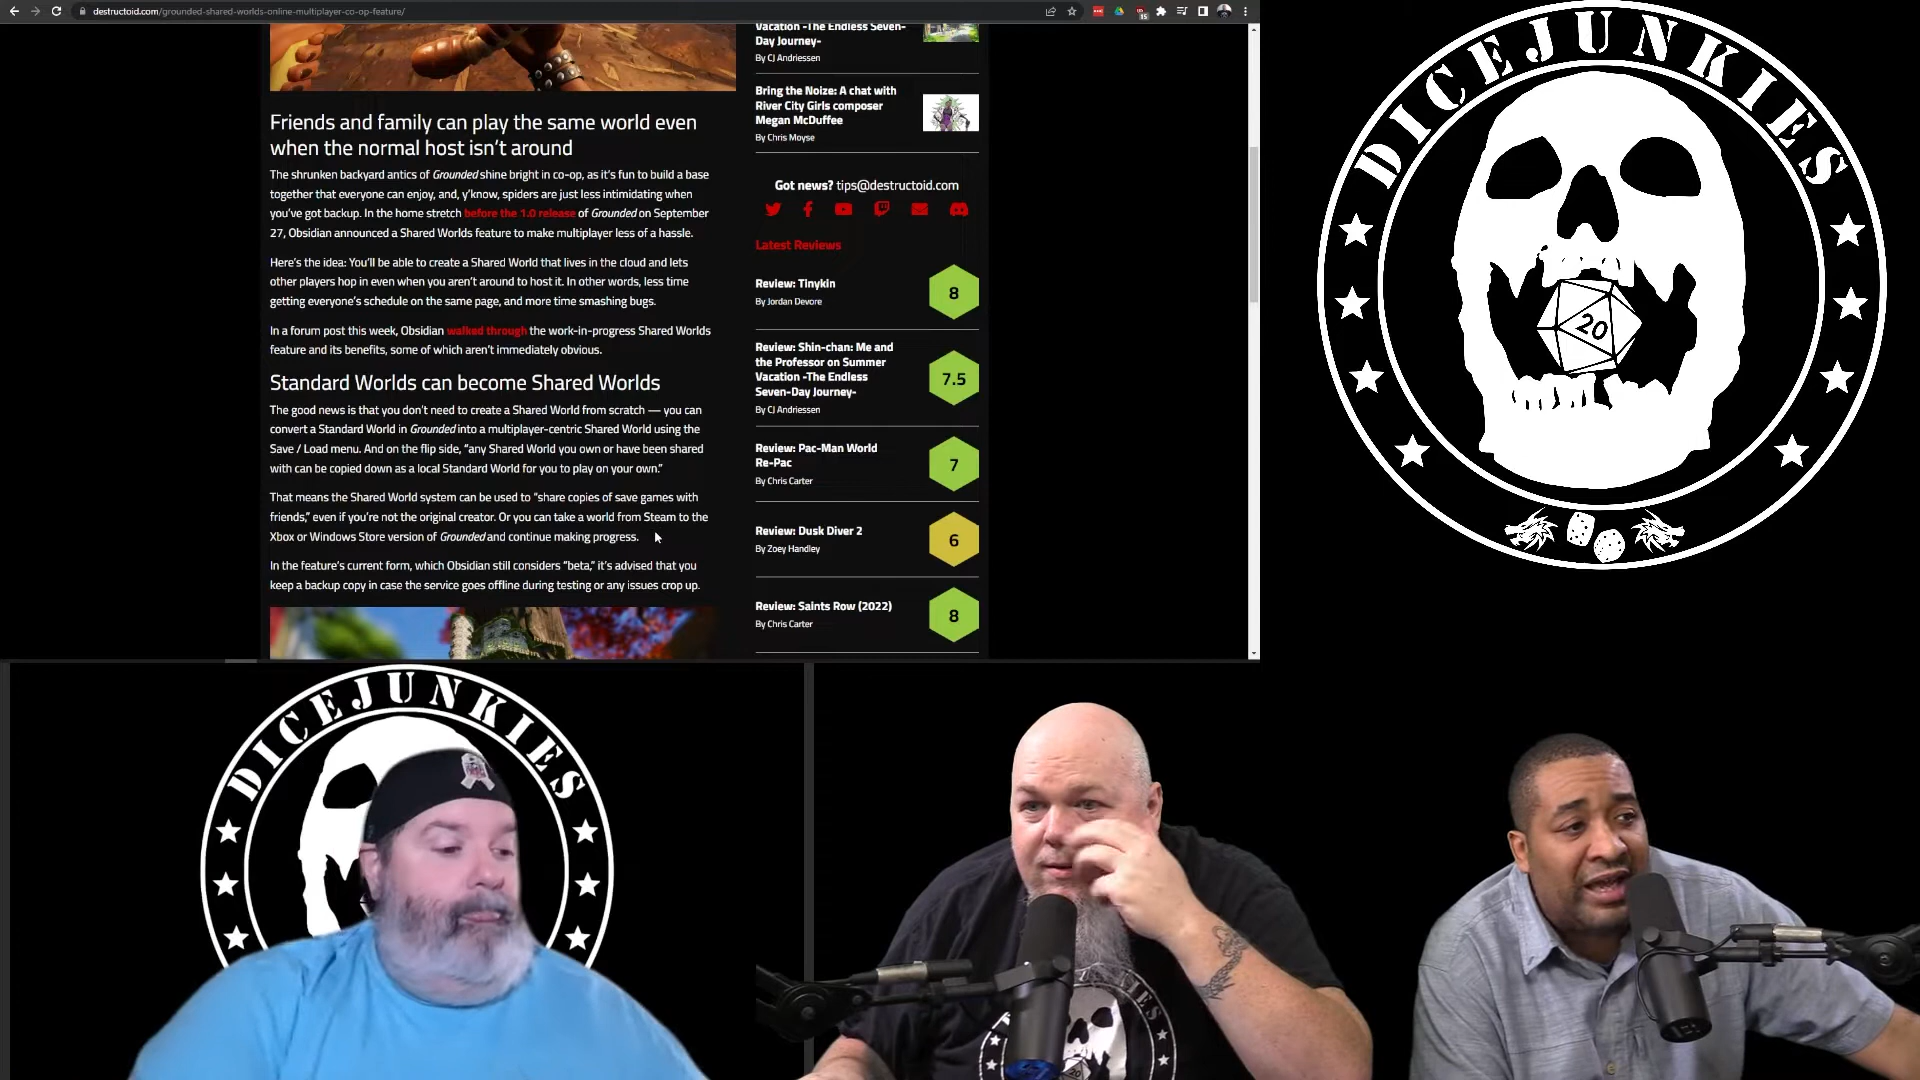 destructoid.com/grounded-shared-worlds-online-multiplayer-co-op-feature/
15
Friends and family can play the same world even
when the normal host isn't around
The shrunken backyard antics of Grounded shine bright in co-op, as it's fun to build a base
together that everyone can enjoy, and, y'know, spiders are just less intimidating when
you've got backup. In the home stretch before the 1.0 release of Grounded on September
27, Obsidian announced a Shared Worlds feature to make multiplayer less of a hassle.
Here's the idea: You'll be able to create a Shared World that lives in the cloud and lets
other players hop in even when you aren't around to host it. In other words, less time
getting everyone's schedule on the same page, and more time smashing bugs.
In a forum post this week, Obsidian walked through the work-in-progress Shared Worlds
feature and its benefits, some of which aren't immediately obvious.
Standard Worlds can become Shared Worlds
The good news is that you don't need to create a Shared World from scratch — you can
convert a Standard World in Grounded into a multiplayer-centric Shared World using the
Save / Load menu. And on the flip side, “any Shared World you own or have been shared
with can be copied down as a local Standard World for you to play on your own.”
That means the Shared World system can be used to “share copies of save games with
friends,” even if you're not the original creator. Or you can take a world from Steam to the
Xbox or Windows Store version of Grounded and continue making progress.
In the feature's current form, which Obsidian still considers “beta,” it's advised that you
keep a backup copy in case the service goes offline during testing or any issues crop up.
Vacation -The Endless Seven-
Day Journey-
By CJ Andriessen
Bring the Noize: A chat with
River City Girls composer
Megan McDuffee
By Chris Moyse
Got news? tips@destructoid.com
Latest Reviews
Review: Tinykin
By Jordan Devore
8
Review: Shin-chan: Me and
the Professor on Summer
Vacation -The Endless
Seven-Day Journey-
By CJ Andriessen
7.5
Review: Pac-Man World
Re-Pac
By Chris Carter
7
Review: Dusk Diver 2
By Zoey Handley
6
Review: Saints Row (2022)
By Chris Carter
8
DICEJUNKIES
20
DICEJUNKIES
20